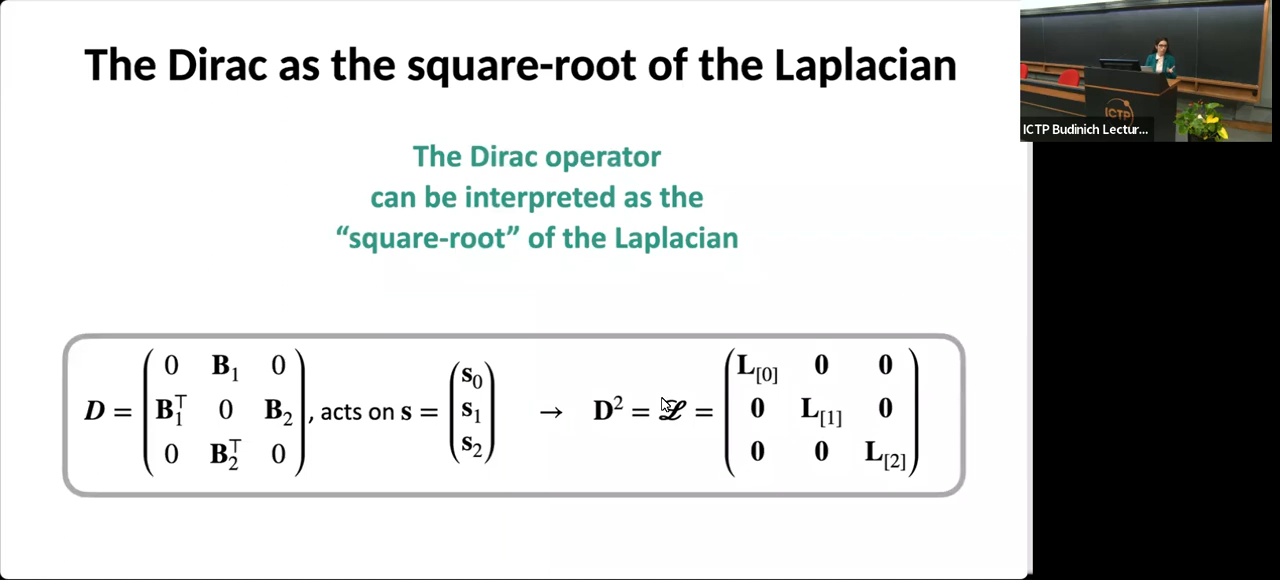 The Dirac as the square-root of the Laplacian
ICTP
ICTP Budinich Lectur...
The Dirac operator
can be interpreted as the
“square-root” of the Laplacian
D = ( 0 B₁ 0 ; B₁ᵀ 0 B₂ ; 0 B₂ᵀ 0 ), acts on s = ( s₀ ; s₁ ; s₂ ) → D² = ℒ = ( L[0] 0 0 ; 0 L[1] 0 ; 0 0 L[2] )